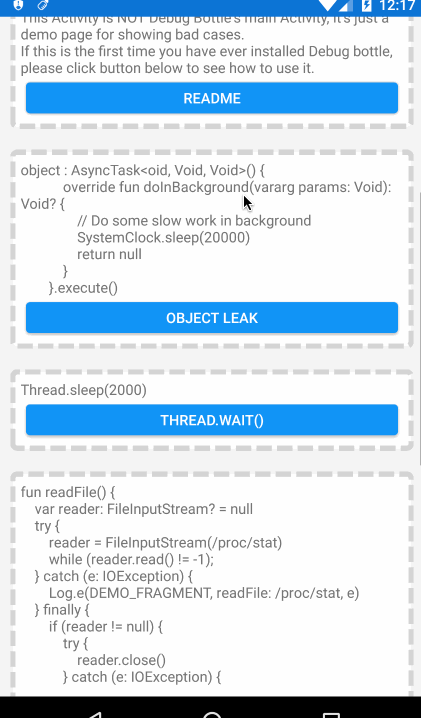 12:17
This Activity is NOT Debug Bottle's main Activity, it's just a
demo page for showing bad cases.
If this is the first time you have ever installed Debug bottle,
please click button below to see how to use it.
README
object : AsyncTask<oid, Void, Void>() {
override fun doInBackground(vararg params: Void):
Void? {
// Do some slow work in background
SystemClock.sleep(20000)
return null
}
}.execute()
OBJECT LEAK
Thread.sleep(2000)
THREAD.WAIT()
fun readFile() {
var reader: FileInputStream? = null
try {
reader = FileInputStream(/proc/stat)
while (reader.read() != -1);
} catch (e: IOException) {
Log.e(DEMO_FRAGMENT, readFile: /proc/stat, e)
} finally {
if (reader != null) {
try {
reader.close()
} catch (e: IOException) {